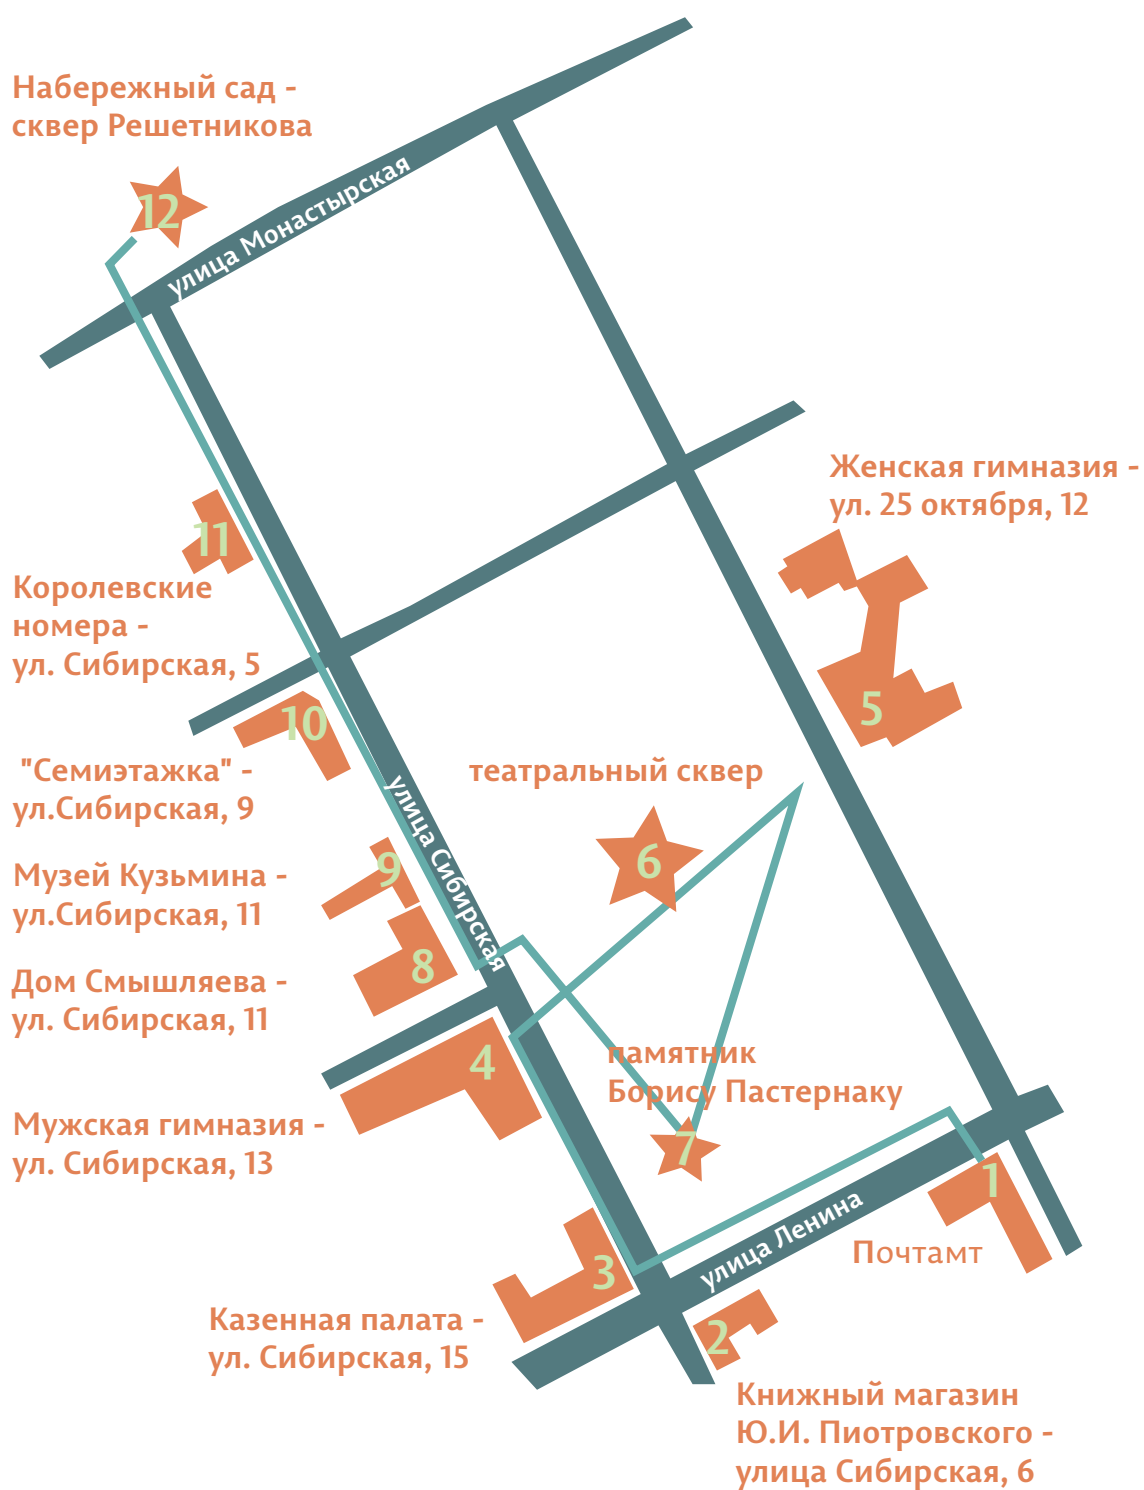 Набережный сад -
сквер Решетникова
12
улица Монастырская
Женская гимназия -
ул. 25 октября, 12
11
Королевские
номера -
ул. Сибирская, 5
5
10
"Семиэтажка" -
ул.Сибирская, 9
театральный сквер
улица Сибирская
6
9
Музей Кузьмина -
ул.Сибирская, 11
8
Дом Смышляева -
ул. Сибирская, 11
4
памятник
Борису Пастернаку
7
Мужская гимназия -
ул. Сибирская, 13
1
улица Ленина
Почтамт
3
Казенная палата -
ул. Сибирская, 15
2
Книжный магазин
Ю.И. Пиотровского -
улица Сибирская, 6